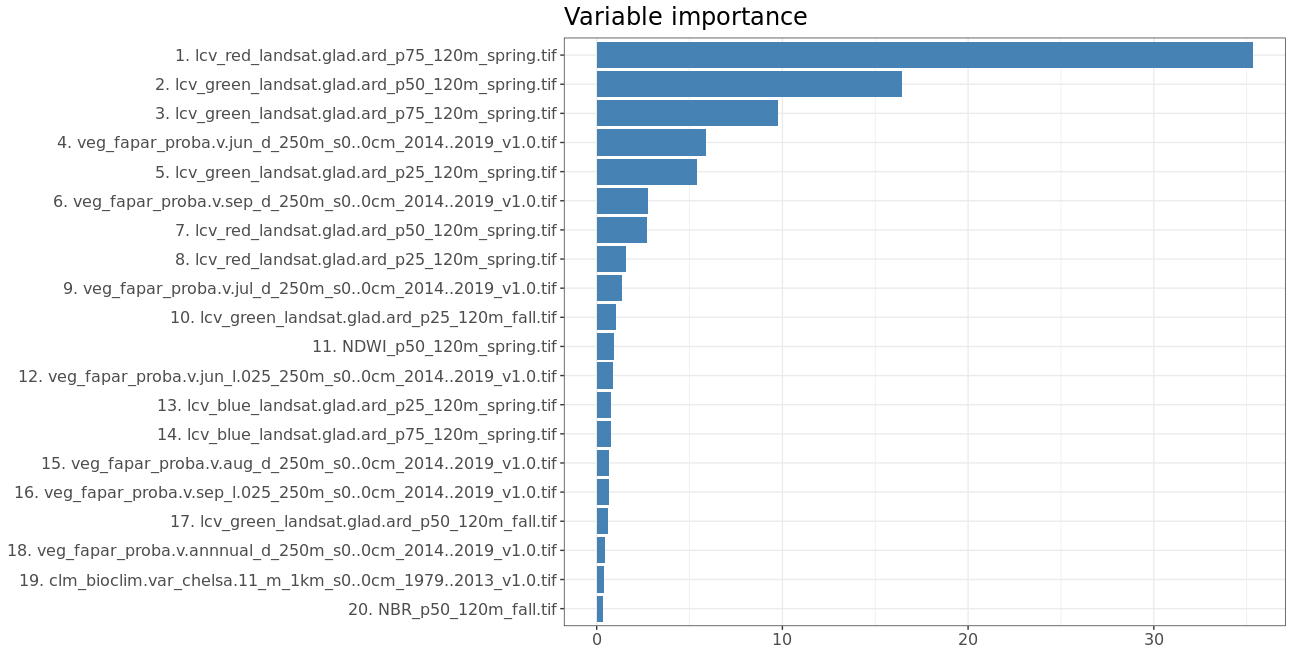 Variable importance
1. lcv_red_landsat.glad.ard_p75_120m_spring.tif
2. lcv_green_landsat.glad.ard_p50_120m_spring.tif
3. lcv_green_landsat.glad.ard_p75_120m_spring.tif
4. veg_fapar_proba.v.jun_d_250m_s0..0cm_2014..2019_v1.0.tif
5. lcv_green_landsat.glad.ard_p25_120m_spring.tif
6. veg_fapar_proba.v.sep_d_250m_s0..0cm_2014..2019_v1.0.tif
7. lcv_red_landsat.glad.ard_p50_120m_spring.tif
8. lcv_red_landsat.glad.ard_p25_120m_spring.tif
9. veg_fapar_proba.v.jul_d_250m_s0..0cm_2014..2019_v1.0.tif
10. lcv_green_landsat.glad.ard_p25_120m_fall.tif
11. NDWI_p50_120m_spring.tif
12. veg_fapar_proba.v.jun_l.025_250m_s0..0cm_2014..2019_v1.0.tif
13. lcv_blue_landsat.glad.ard_p25_120m_spring.tif
14. lcv_blue_landsat.glad.ard_p75_120m_spring.tif
15. veg_fapar_proba.v.aug_d_250m_s0..0cm_2014..2019_v1.0.tif
16. veg_fapar_proba.v.sep_l.025_250m_s0..0cm_2014..2019_v1.0.tif
17. lcv_green_landsat.glad.ard_p50_120m_fall.tif
18. veg_fapar_proba.v.annnual_d_250m_s0..0cm_2014..2019_v1.0.tif
19. clm_bioclim.var_chelsa.11_m_1km_s0..0cm_1979..2013_v1.0.tif
20. NBR_p50_120m_fall.tif
0 10 20 30